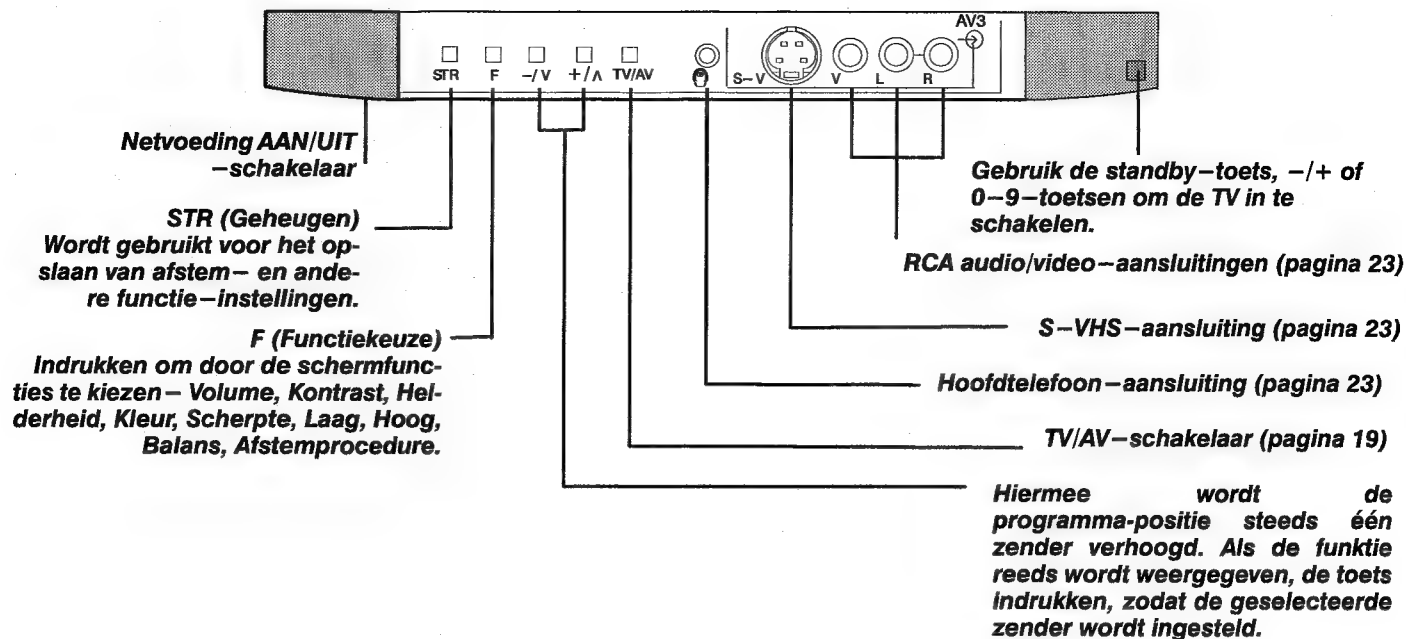 AV3
STR F –/∨ +/∧ TV/AV S–V V L R
Netvoeding AAN/UIT
–schakelaar
STR (Geheugen)
Wordt gebruikt voor het op-
slaan van afstem– en ande-
re functie–instellingen.
F (Functiekeuze)
Indrukken om door de schermfunc-
ties te kiezen– Volume, Kontrast, Hel-
derheid, Kleur, Scherpte, Laag, Hoog,
Balans, Afstemprocedure.
Gebruik de standby–toets, –/+ of
0–9–toetsen om de TV in te
schakelen.
RCA audio/video–aansluitingen (pagina 23)
S–VHS–aansluiting (pagina 23)
Hoofdtelefoon–aansluiting (pagina 23)
TV/AV–schakelaar (pagina 19)
Hiermee wordt de
programma-positie steeds één
zender verhoogd. Als de funktie
reeds wordt weergegeven, de toets
indrukken, zodat de geselecteerde
zender wordt ingesteld.